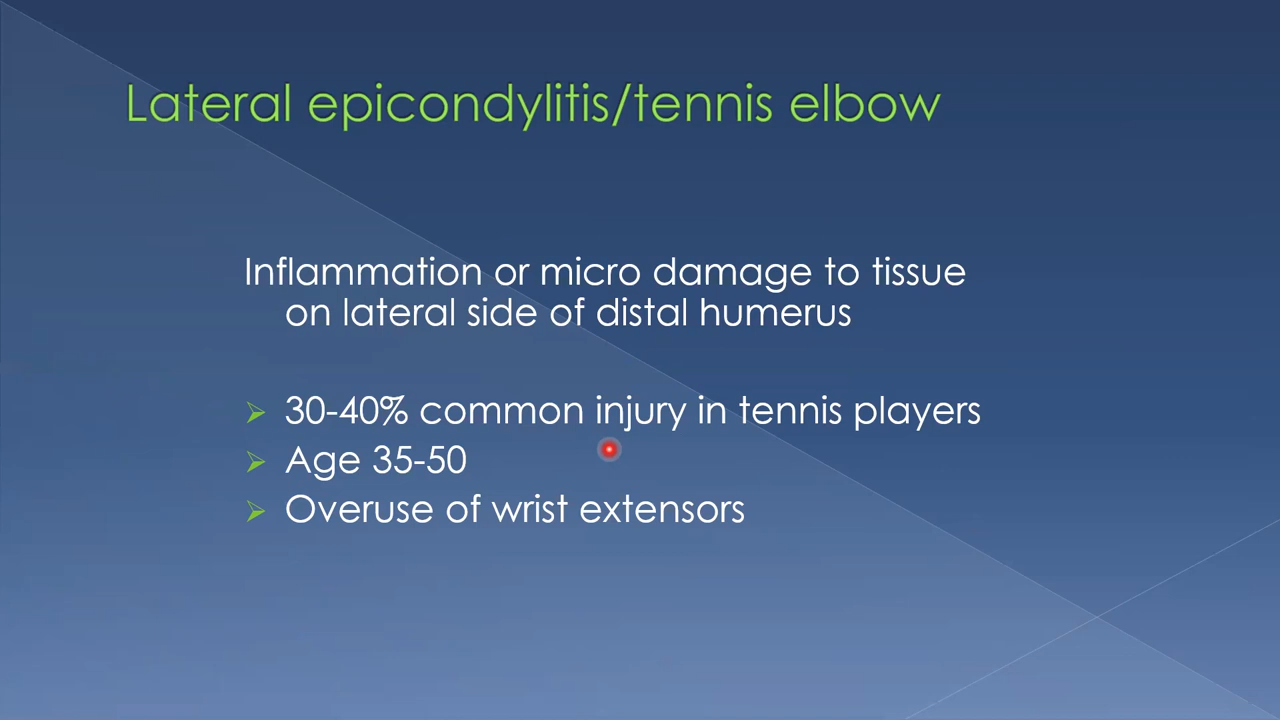 Lateral epicondylitis/tennis elbow
Inflammation or micro damage to tissue
on lateral side of distal humerus
30-40% common injury in tennis players
Age 35-50
Overuse of wrist extensors